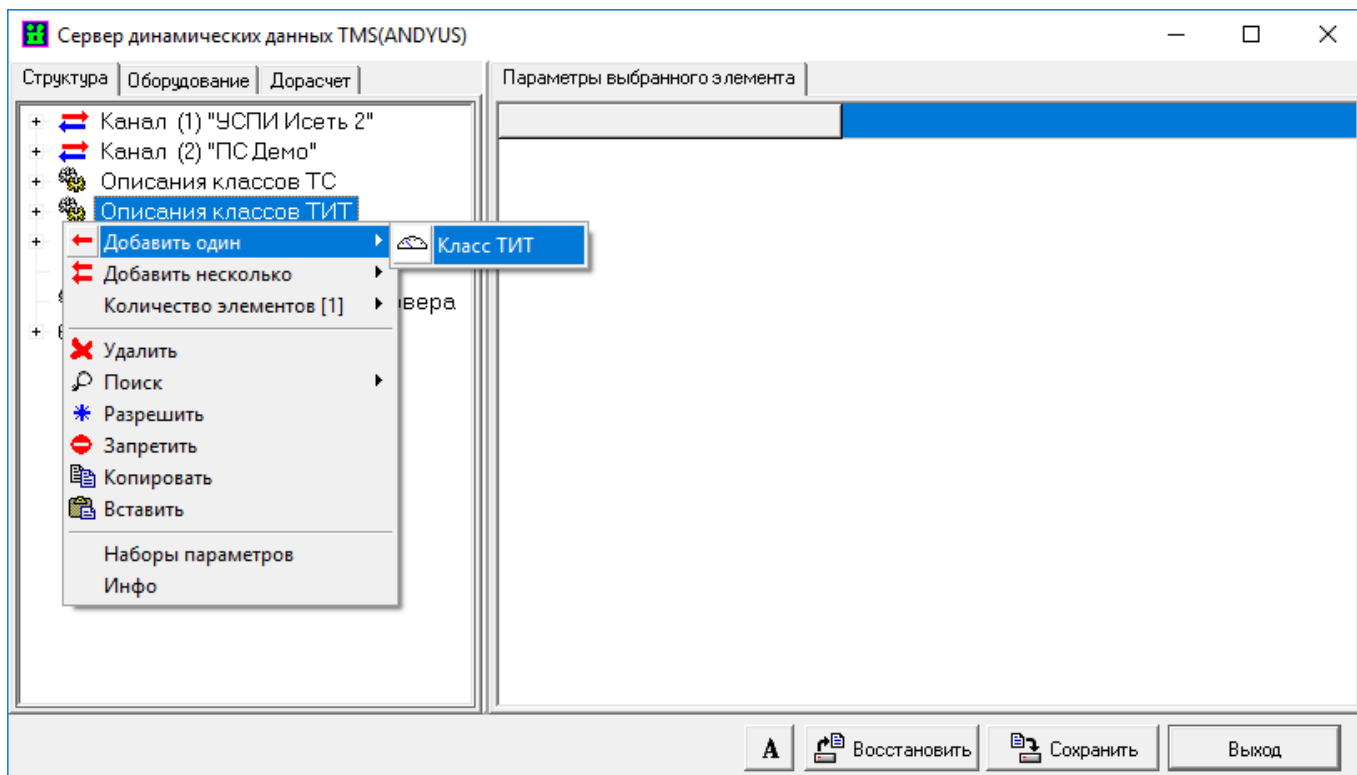 Сервер динамических данных TMS(ANDYUS)
Структура Оборудование Дорасчет
Параметры выбранного элемента
Канал (1) "УСПИ Исеть 2"
Канал (2) "ПС Демо"
Описания классов ТС
Описания классов ТИТ
Добавить один
Класс ТИТ
Добавить несколько
Количество элементов [1]
Удалить
Поиск
Разрешить
Запретить
Копировать
Вставить
Наборы параметров
Инфо
A Восстановить Сохранить Выход